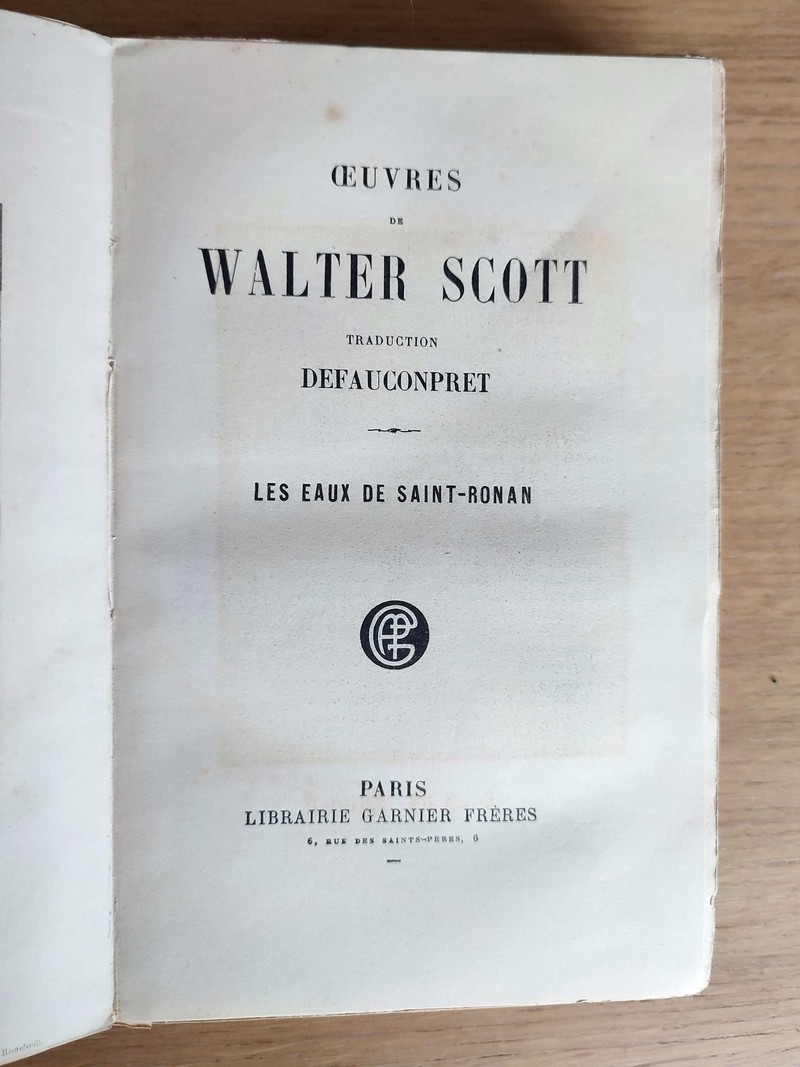 ŒUVRES
DE
WALTER SCOTT
TRADUCTION
DEFAUCONPRET
LES EAUX DE SAINT-RONAN
PARIS
LIBRAIRIE GARNIER FRÈRES
6, RUE DES SAINTS-PÈRES, 6